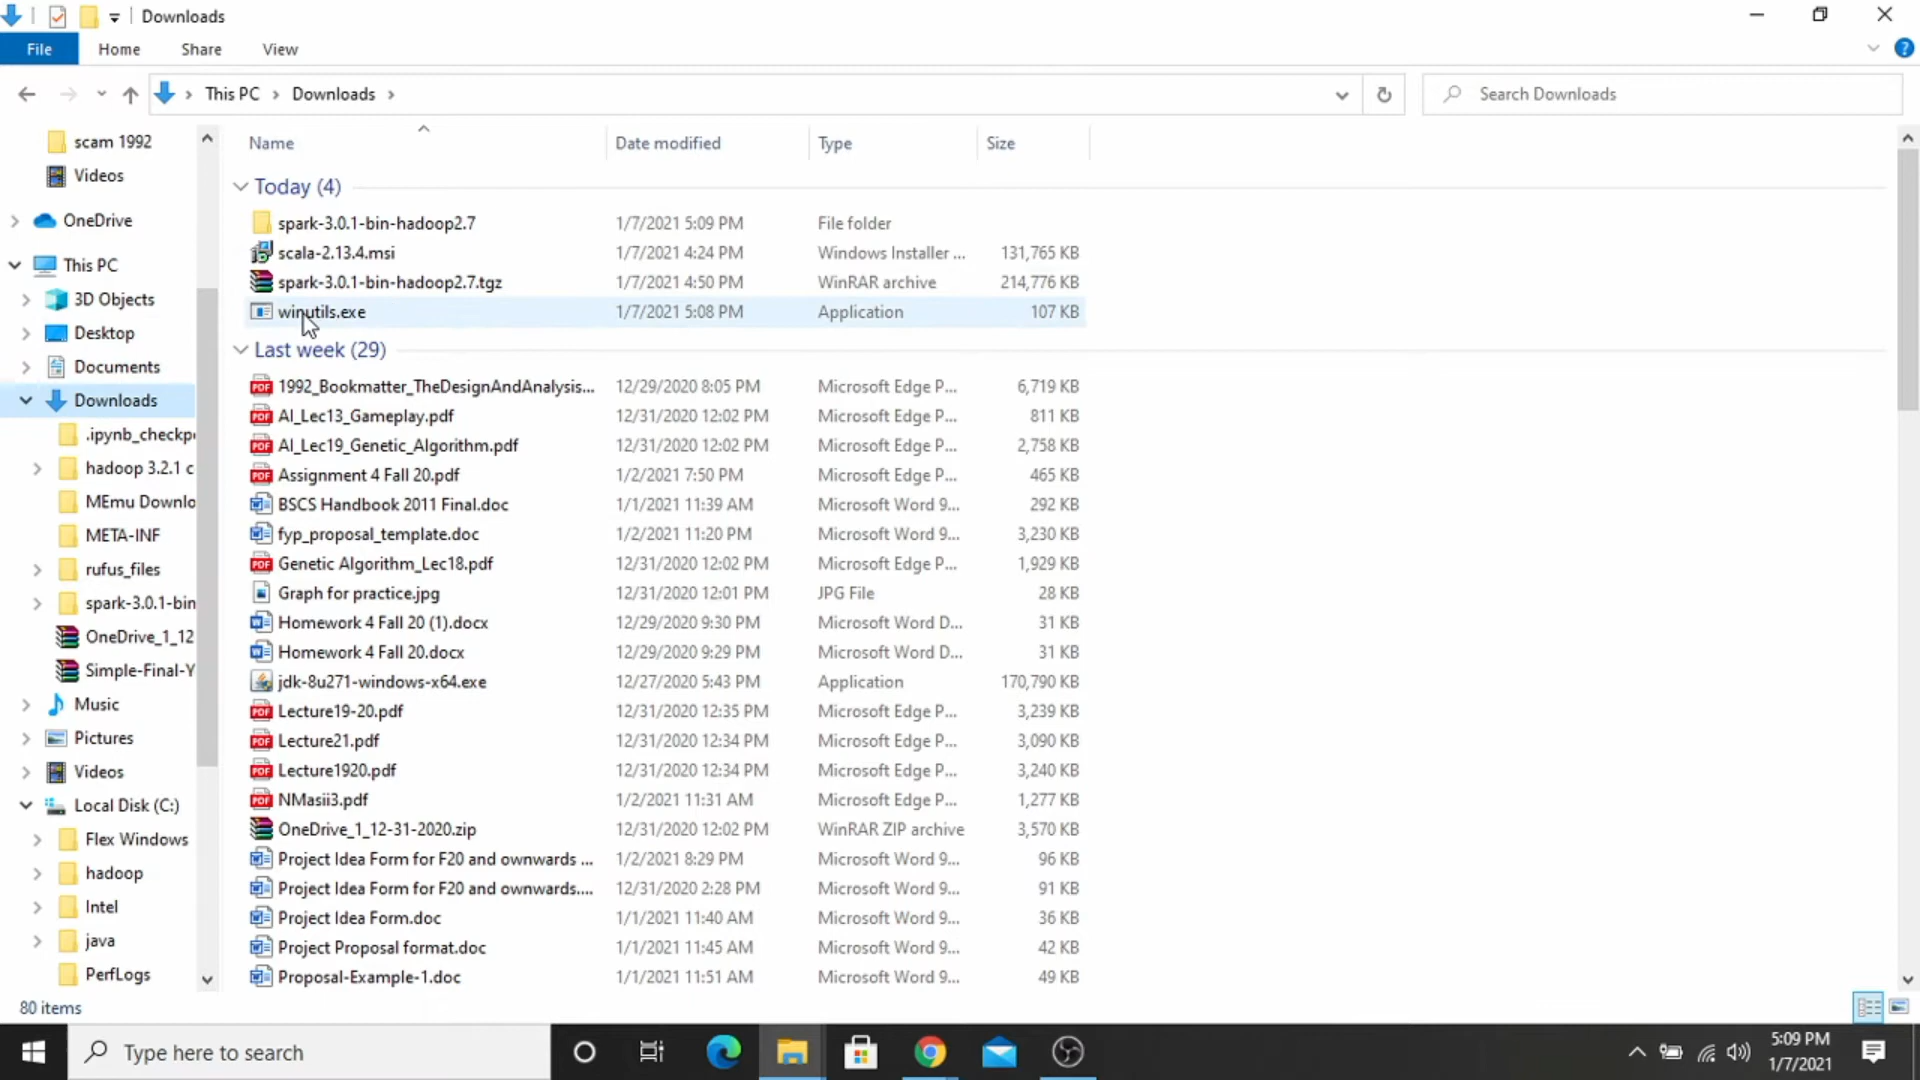 Downloads
File Home Share View
This PC Downloads
Search Downloads
scam 1992
Videos
OneDrive
This PC
3D Objects
Desktop
Documents
Downloads
.ipynb_checkp
hadoop 3.2.1 c
MEmu Downlo
META-INF
rufus_files
spark-3.0.1-bin
OneDrive_1_12
Simple-Final-Y
Music
Pictures
Videos
Local Disk (C:)
Flex Windows
hadoop
Intel
java
PerfLogs
Name Date modified Type Size
Today (4)
spark-3.0.1-bin-hadoop2.7 1/7/2021 5:09 PM File folder
scala-2.13.4.msi 1/7/2021 4:24 PM Windows Installer ... 131,765 KB
spark-3.0.1-bin-hadoop2.7.tgz 1/7/2021 4:50 PM WinRAR archive 214,776 KB
winutils.exe 1/7/2021 5:08 PM Application 107 KB
Last week (29)
1992_Bookmatter_TheDesignAndAnalysis... 12/29/2020 8:05 PM Microsoft Edge P... 6,719 KB
AI_Lec13_Gameplay.pdf 12/31/2020 12:02 PM Microsoft Edge P... 811 KB
AI_Lec19_Genetic_Algorithm.pdf 12/31/2020 12:02 PM Microsoft Edge P... 2,758 KB
Assignment 4 Fall 20.pdf 1/2/2021 7:50 PM Microsoft Edge P... 465 KB
BSCS Handbook 2011 Final.doc 1/1/2021 11:39 AM Microsoft Word 9... 292 KB
fyp_proposal_template.doc 1/2/2021 11:20 PM Microsoft Word 9... 3,230 KB
Genetic Algorithm_Lec18.pdf 12/31/2020 12:02 PM Microsoft Edge P... 1,929 KB
Graph for practice.jpg 12/31/2020 12:01 PM JPG File 28 KB
Homework 4 Fall 20 (1).docx 12/29/2020 9:30 PM Microsoft Word D... 31 KB
Homework 4 Fall 20.docx 12/29/2020 9:29 PM Microsoft Word D... 31 KB
jdk-8u271-windows-x64.exe 12/27/2020 5:43 PM Application 170,790 KB
Lecture19-20.pdf 12/31/2020 12:35 PM Microsoft Edge P... 3,239 KB
Lecture21.pdf 12/31/2020 12:34 PM Microsoft Edge P... 3,090 KB
Lecture1920.pdf 12/31/2020 12:34 PM Microsoft Edge P... 3,240 KB
NMasii3.pdf 1/2/2021 11:31 AM Microsoft Edge P... 1,277 KB
OneDrive_1_12-31-2020.zip 12/31/2020 12:02 PM WinRAR ZIP archive 3,570 KB
Project Idea Form for F20 and ownwards ... 1/2/2021 8:29 PM Microsoft Word 9... 96 KB
Project Idea Form for F20 and ownwards.... 12/31/2020 2:28 PM Microsoft Word 9... 91 KB
Project Idea Form.doc 1/1/2021 11:40 AM Microsoft Word 9... 36 KB
Project Proposal format.doc 1/1/2021 11:45 AM Microsoft Word 9... 42 KB
Proposal-Example-1.doc 1/1/2021 11:51 AM Microsoft Word 9... 49 KB
80 items
Type here to search
5:09 PM
1/7/2021